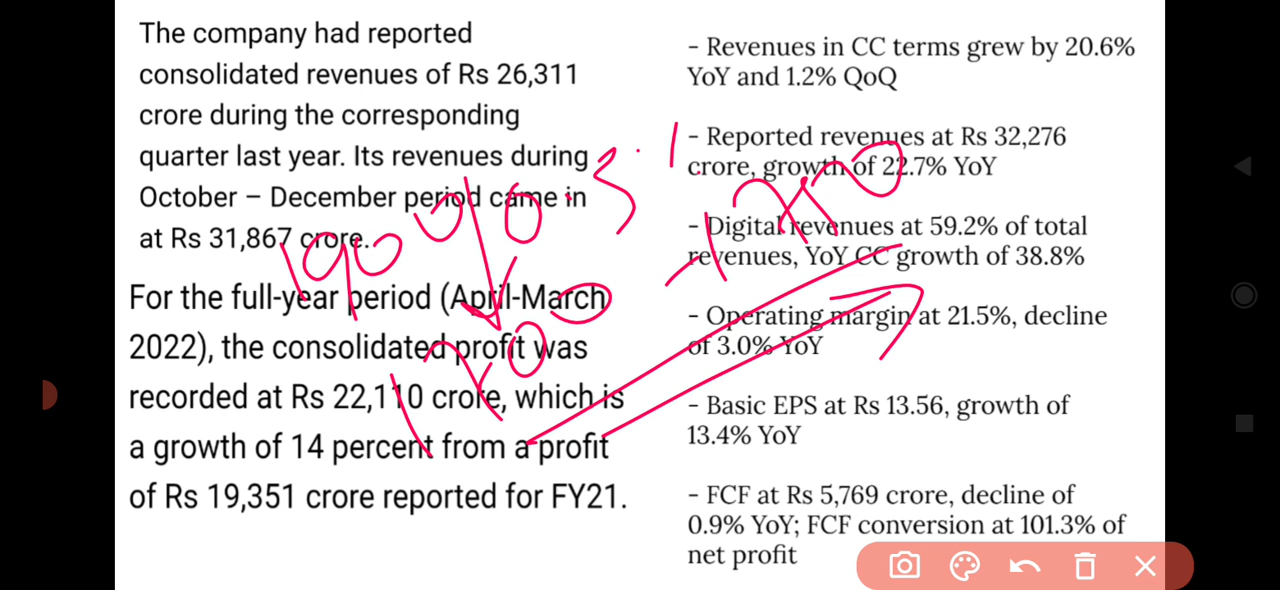 The company had reported
consolidated revenues of Rs 26,311
crore during the corresponding
quarter last year. Its revenues during
October – December period came in
at Rs 31,867 crore.
For the full-year period (April-March
2022), the consolidated profit was
recorded at Rs 22,110 crore, which is
a growth of 14 percent from a profit
of Rs 19,351 crore reported for FY21.
- Revenues in CC terms grew by 20.6%
YoY and 1.2% QoQ
- Reported revenues at Rs 32,276
crore, growth of 22.7% YoY
- Digital revenues at 59.2% of total
revenues, YoY CC growth of 38.8%
- Operating margin at 21.5%, decline
of 3.0% YoY
- Basic EPS at Rs 13.56, growth of
13.4% YoY
- FCF at Rs 5,769 crore, decline of
0.9% YoY; FCF conversion at 101.3% of
net profit